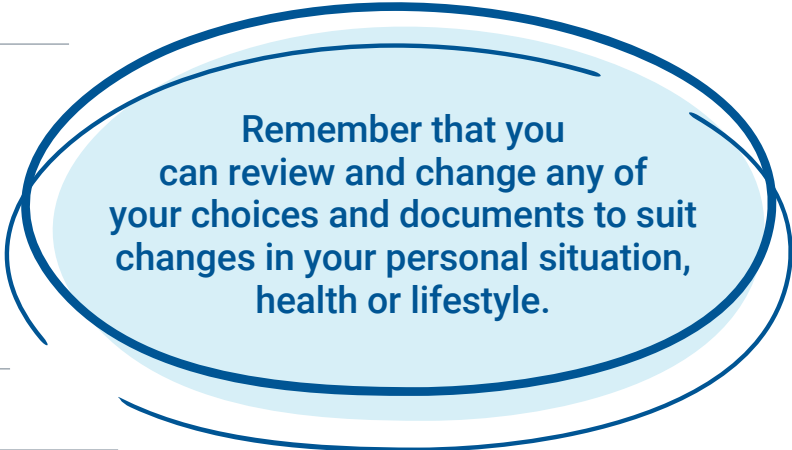 Remember that you
can review and change any of
your choices and documents to suit
changes in your personal situation,
health or lifestyle.